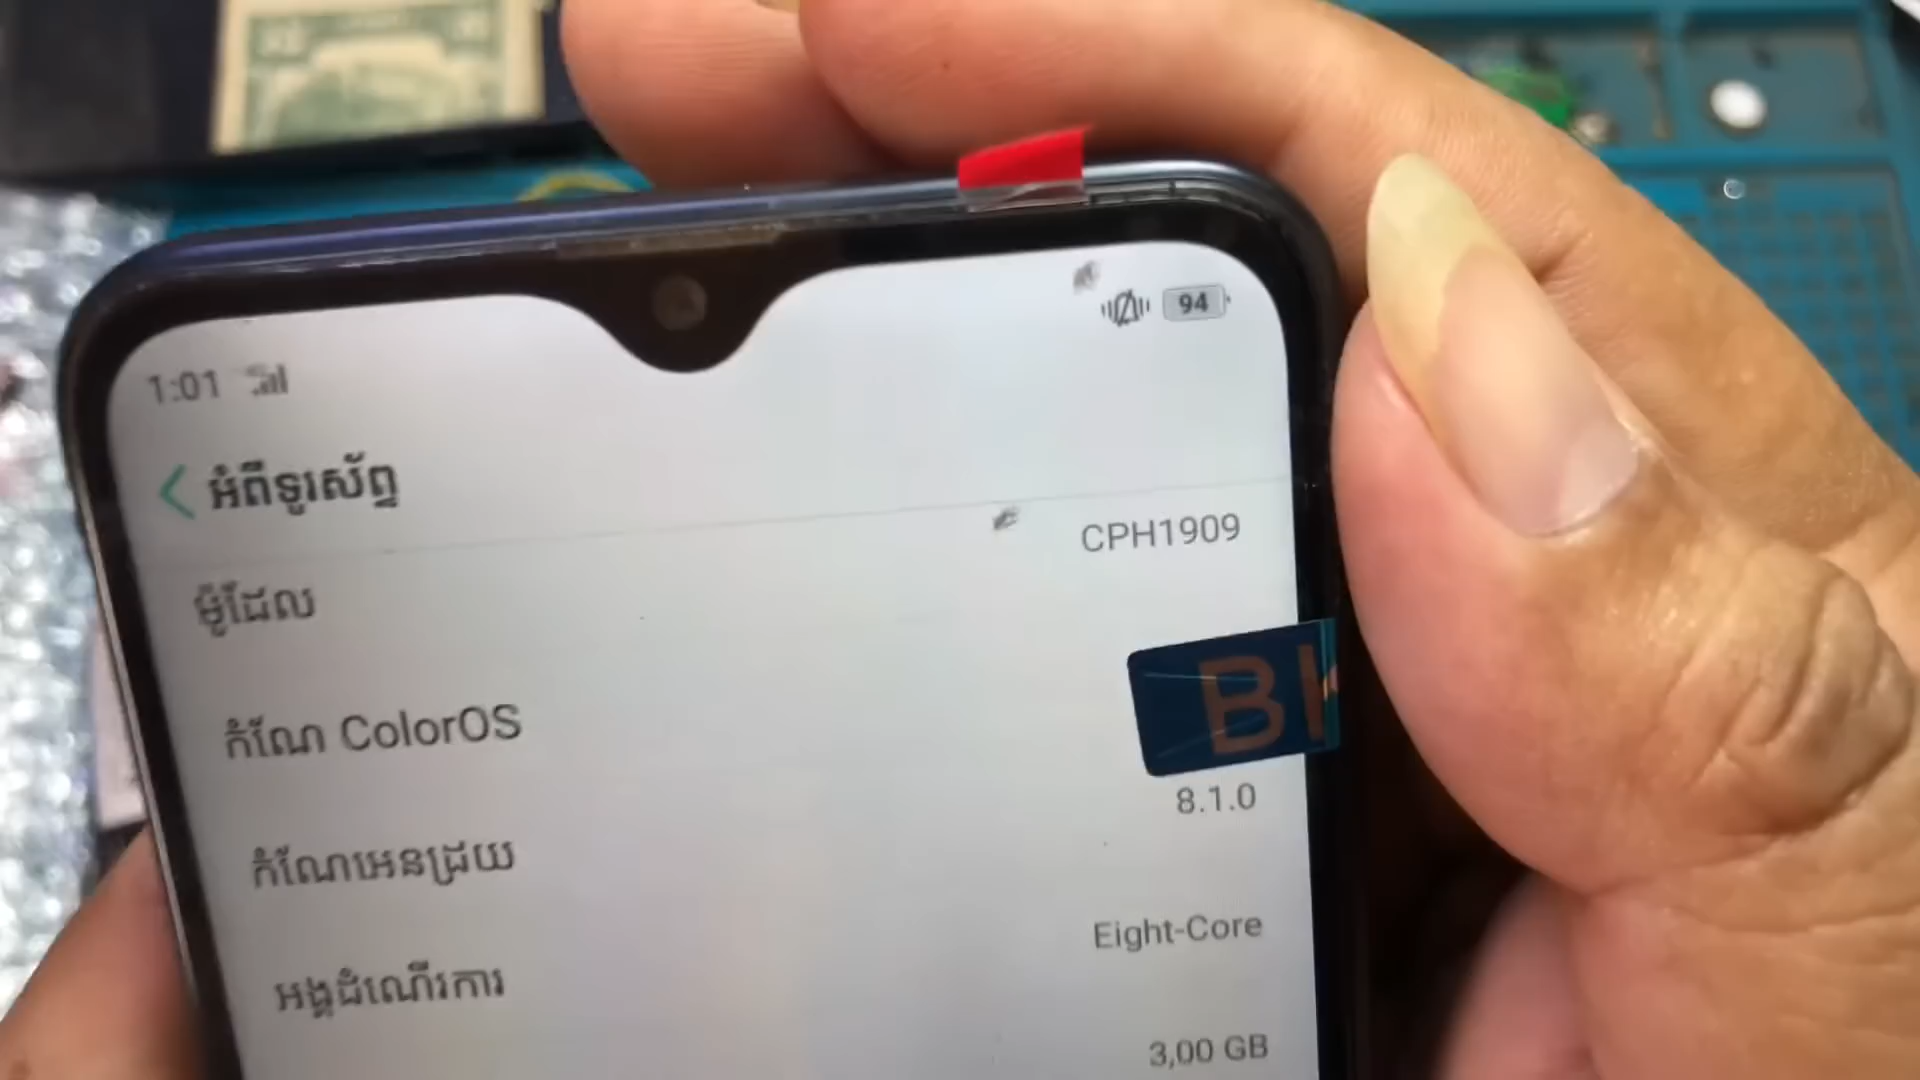 1:01
94
អំពីទូរស័ព្ទ
ម៉ូដែល
CPH1909
កំណែ ColorOS
កំណែអេនដ្រយ
8.1.0
អង្គដំណើរការ
Eight-Core
3,00 GB